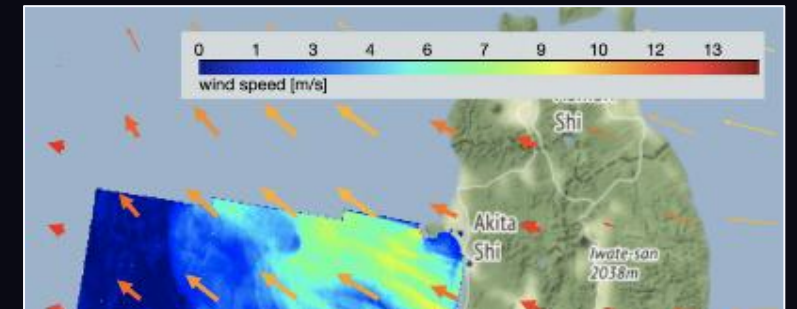 0 1 3 4 6 7 9 10 12 13
wind speed [m/s]
Shi
Akita
Shi
Iwate-san
2038m